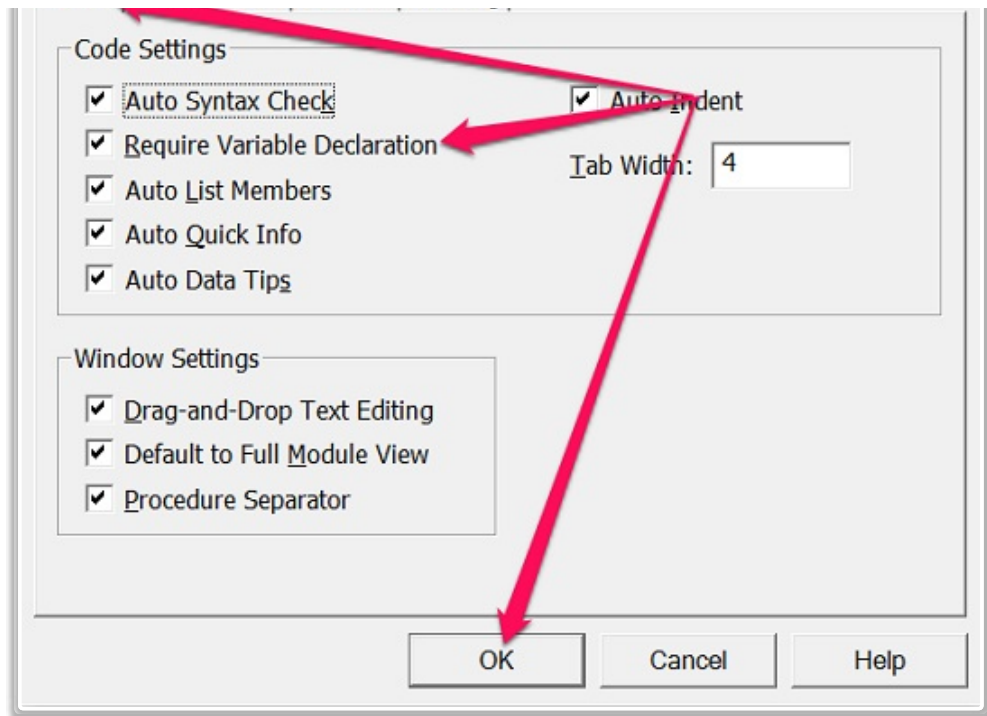 Code Settings
Auto Syntax Check
Auto Indent
Require Variable Declaration
Tab Width: 4
Auto List Members
Auto Quick Info
Auto Data Tips
Window Settings
Drag-and-Drop Text Editing
Default to Full Module View
Procedure Separator
OK Cancel Help